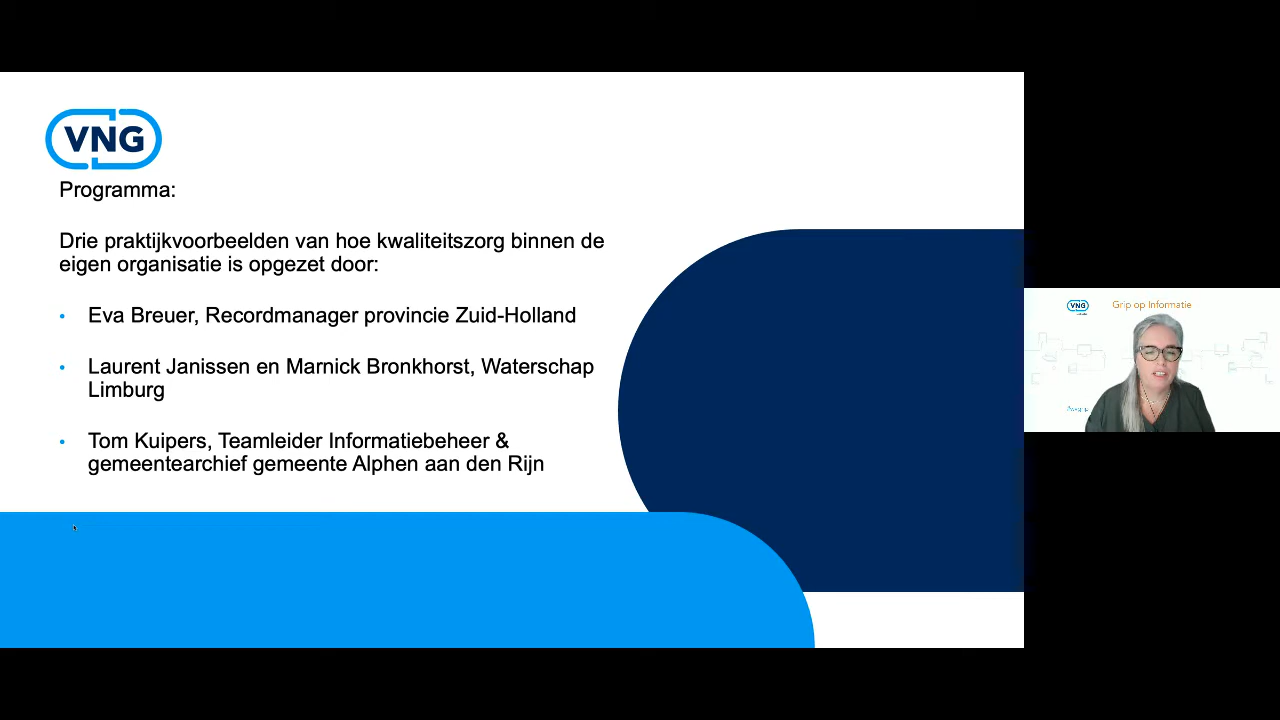 VNG
Programma:
Drie praktijkvoorbeelden van hoe kwaliteitszorg binnen de
eigen organisatie is opgezet door:
• Eva Breuer, Recordmanager provincie Zuid-Holland
• Laurent Janissen en Marnick Bronkhorst, Waterschap
Limburg
• Tom Kuipers, Teamleider Informatiebeheer &
gemeentearchief gemeente Alphen aan den Rijn
VNG
Grip op Informatie